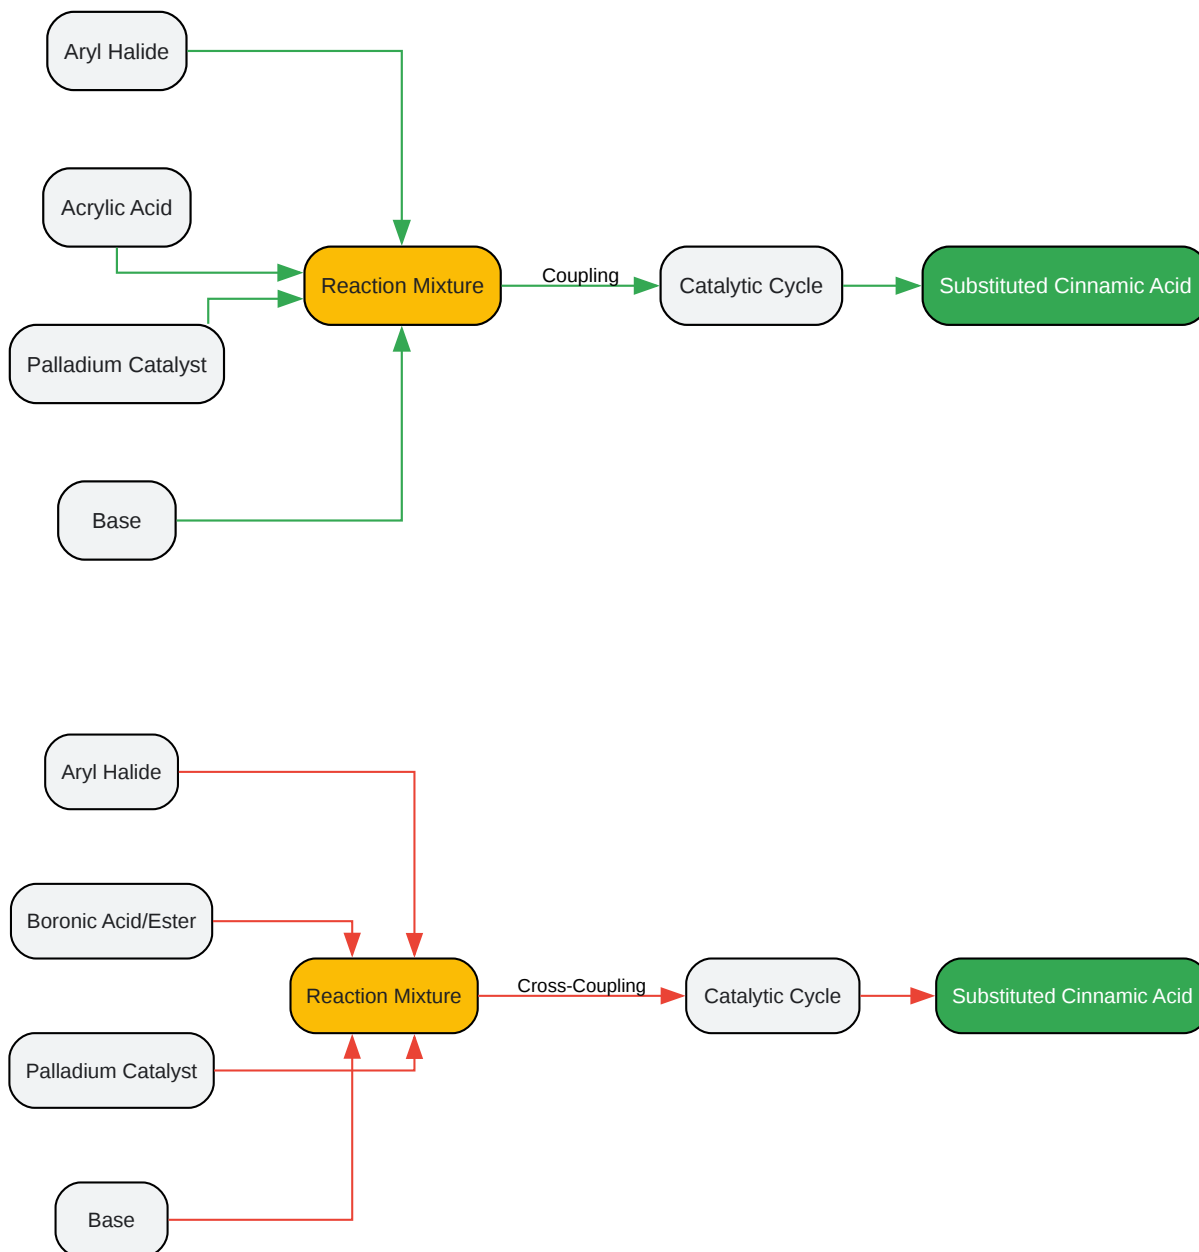 Aryl Halide
Acrylic Acid
Reaction Mixture
Coupling
Catalytic Cycle
Substituted Cinnamic Acid
Palladium Catalyst
Base
Aryl Halide
Boronic Acid/Ester
Reaction Mixture
Cross-Coupling
Catalytic Cycle
Substituted Cinnamic Acid
Palladium Catalyst
Base